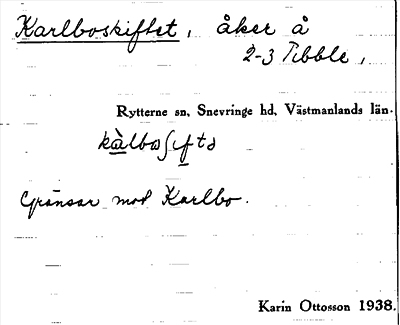 Karlboskiftet, åker å
2-3 Tibble,
Rytterne sn, Snevringe hd, Västmanlands län.
Gränsar mot Karlbo.
Karin Ottosson 1938.